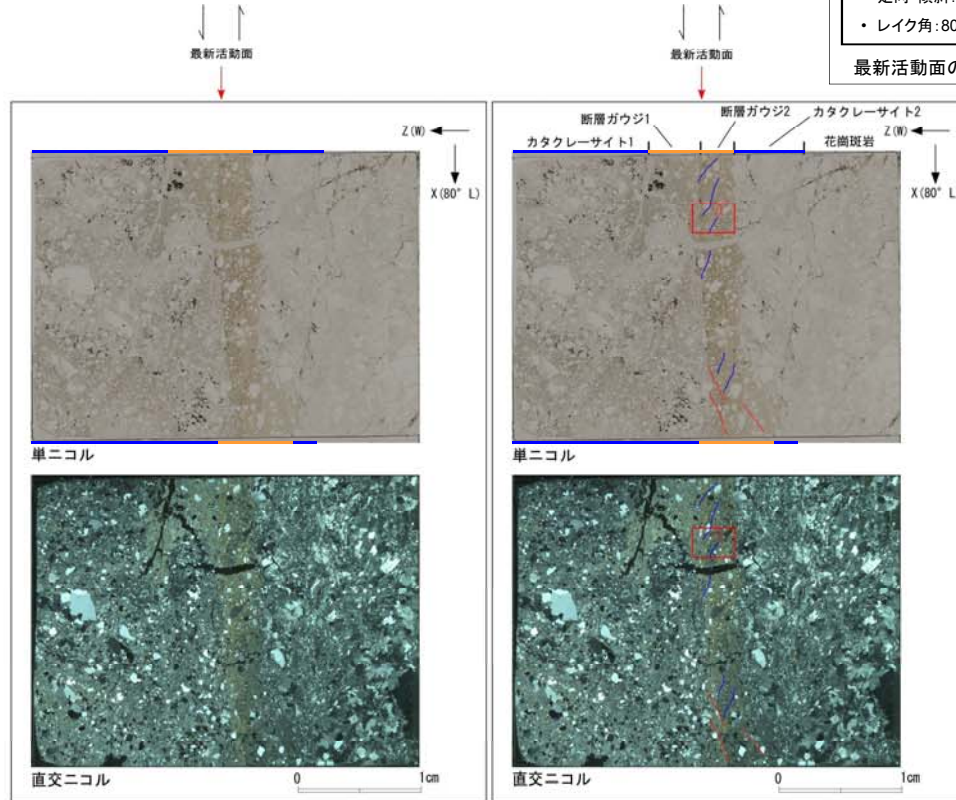 • レイク角:80
最新活動面の
最新活動面
最新活動面
Z(W)
X(80° L)
単ニコル
直交ニコル
0 1cm
断層ガウジ1
断層ガウジ2
カタクレーサイト2
カタクレーサイト1
花崗斑岩
Z(W)
X(80° L
単ニコル
直交ニコル
0 1cm